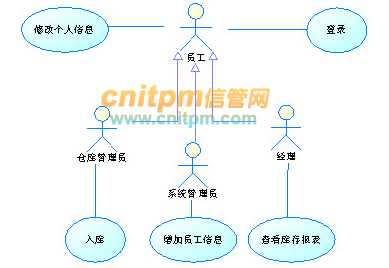 修改个人信息
登录
员工
cnitpm信管网
www.cnitpm.com
仓库管理员
经理
系统管理员
入库
增加员工信息
查看库存报表